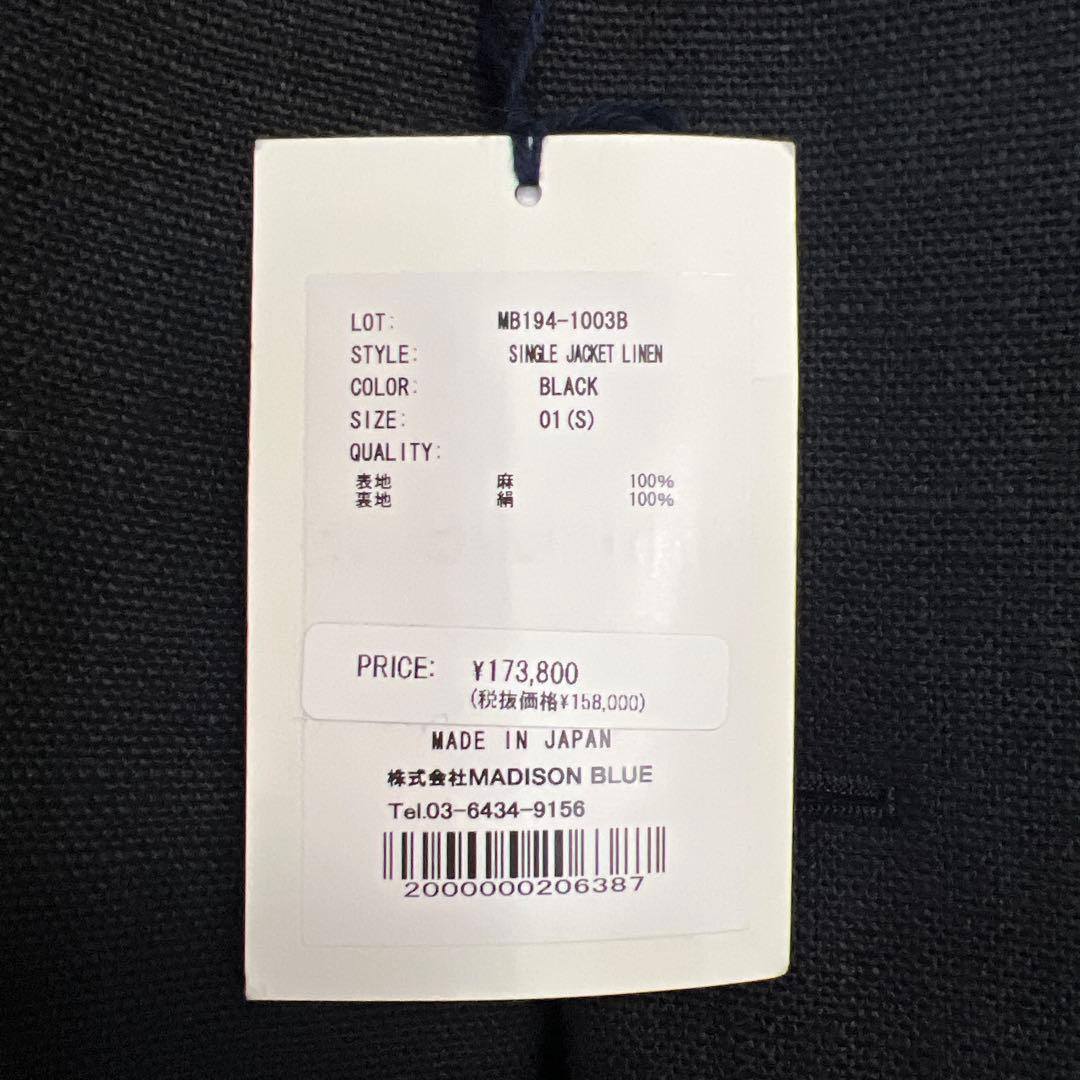 LOT: MB194-1003B
STYLE: SINGLE JACKET LINEN
COLOR: BLACK
SIZE: 01(S)
QUALITY:
表地 麻 100%
裏地 絹 100%
PRICE: ¥173,800
(税抜価格¥158,000)
MADE IN JAPAN
株式会社MADISON BLUE
Tel.03-6434-9156
2000000206387